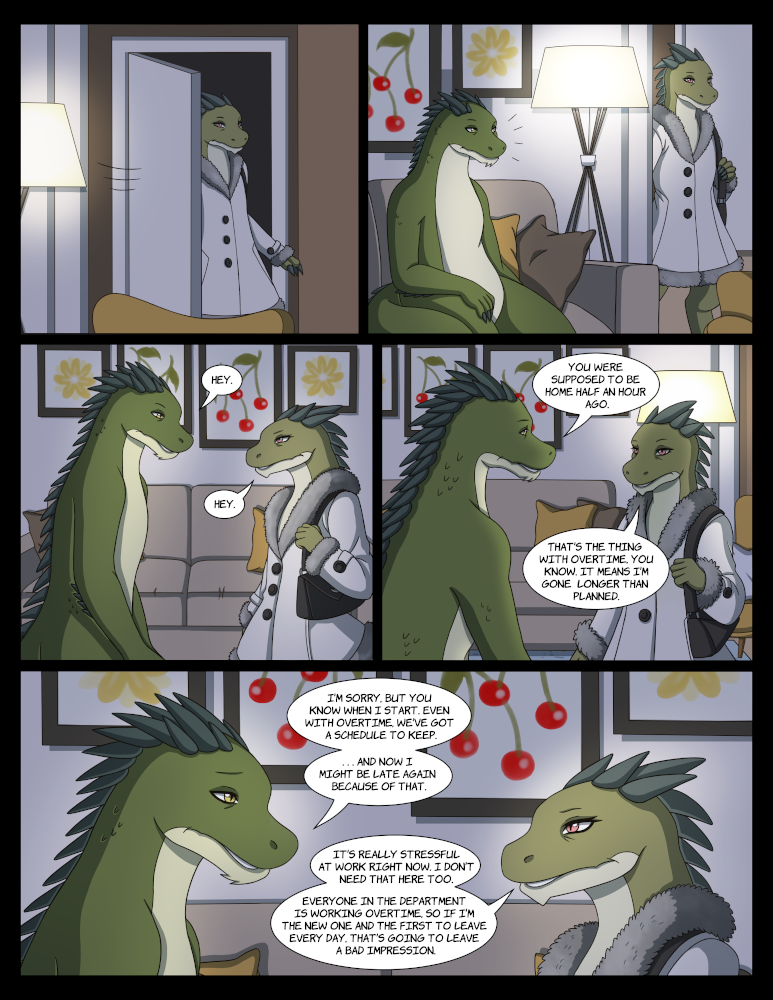 HEY.
HEY.
YOU WERE
SUPPOSED TO BE
HOME HALF AN HOUR
AGO.
THAT'S THE THING
WITH OVERTIME, YOU
KNOW. IT MEANS I'M
GONE LONGER THAN
PLANNED.
I'M SORRY, BUT YOU
KNOW WHEN I START. EVEN
WITH OVERTIME, WE'VE GOT
A SCHEDULE TO KEEP.
. . . AND NOW I
MIGHT BE LATE AGAIN
BECAUSE OF THAT.
IT'S REALLY STRESSFUL
AT WORK RIGHT NOW. I DON'T
NEED THAT HERE TOO.
EVERYONE IN THE DEPARTMENT
IS WORKING OVERTIME, SO IF I'M
THE NEW ONE AND THE FIRST TO LEAVE
EVERY DAY, THAT'S GOING TO LEAVE
A BAD IMPRESSION.